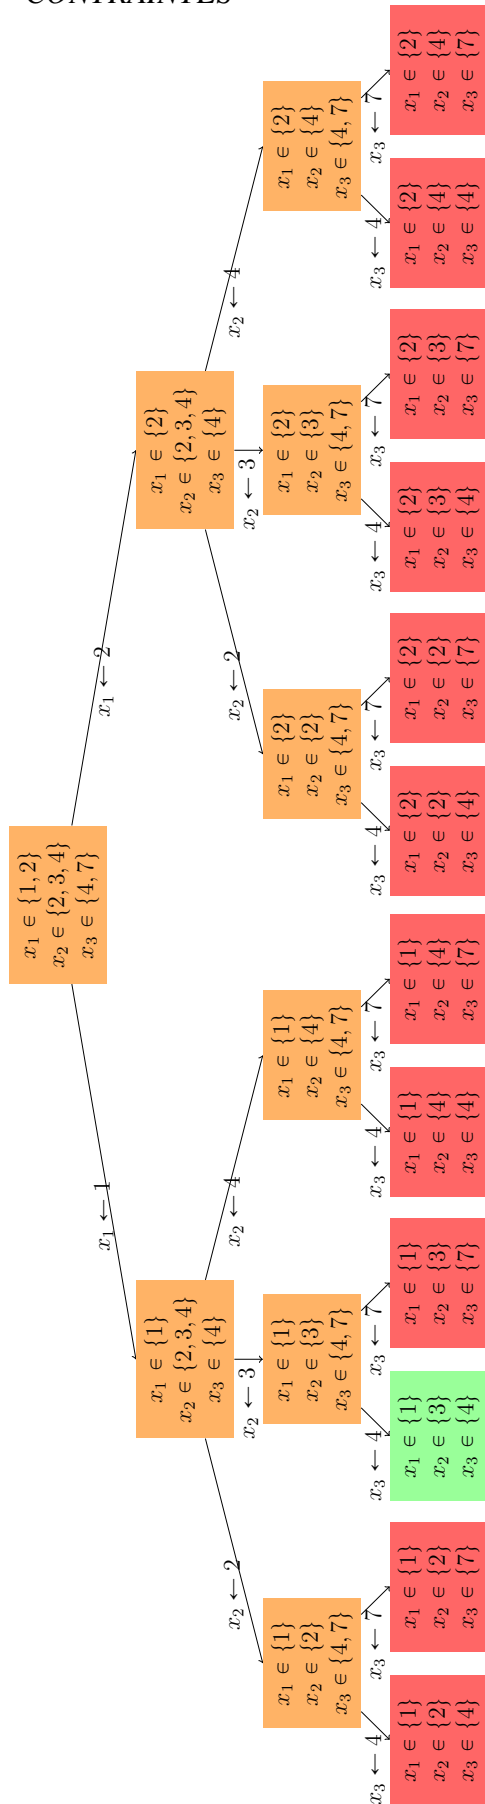 CONTRAINTES
x₁ ∈ {1, 2}
x₂ ∈ {2, 3, 4}
x₃ ∈ {4, 7}
x₁ ← 1
x₁ ← 2
x₁ ∈ {1}
x₂ ∈ {2, 3, 4}
x₃ ∈ {4}
x₁ ∈ {2}
x₂ ∈ {2, 3, 4}
x₃ ∈ {4}
x₂ ← 2
x₂ ← 3
x₂ ← 4
x₂ ← 2
x₂ ← 3
x₂ ← 4
x₁ ∈ {1}
x₂ ∈ {2}
x₃ ∈ {4, 7}
x₁ ∈ {1}
x₂ ∈ {3}
x₃ ∈ {4, 7}
x₁ ∈ {1}
x₂ ∈ {4}
x₃ ∈ {4, 7}
x₁ ∈ {2}
x₂ ∈ {2}
x₃ ∈ {4, 7}
x₁ ∈ {2}
x₂ ∈ {3}
x₃ ∈ {4, 7}
x₁ ∈ {2}
x₂ ∈ {4}
x₃ ∈ {4, 7}
x₃ ← 4
x₃ ← 7
x₃ ← 4
x₃ ← 7
x₃ ← 4
x₃ ← 7
x₃ ← 4
x₃ ← 7
x₃ ← 4
x₃ ← 7
x₃ ← 4
x₃ ← 7
x₁ ∈ {1}
x₂ ∈ {2}
x₃ ∈ {4}
x₁ ∈ {1}
x₂ ∈ {2}
x₃ ∈ {7}
x₁ ∈ {1}
x₂ ∈ {3}
x₃ ∈ {4}
x₁ ∈ {1}
x₂ ∈ {3}
x₃ ∈ {7}
x₁ ∈ {1}
x₂ ∈ {4}
x₃ ∈ {4}
x₁ ∈ {1}
x₂ ∈ {4}
x₃ ∈ {7}
x₁ ∈ {2}
x₂ ∈ {2}
x₃ ∈ {4}
x₁ ∈ {2}
x₂ ∈ {2}
x₃ ∈ {7}
x₁ ∈ {2}
x₂ ∈ {3}
x₃ ∈ {4}
x₁ ∈ {2}
x₂ ∈ {3}
x₃ ∈ {7}
x₁ ∈ {2}
x₂ ∈ {4}
x₃ ∈ {4}
x₁ ∈ {2}
x₂ ∈ {4}
x₃ ∈ {7}